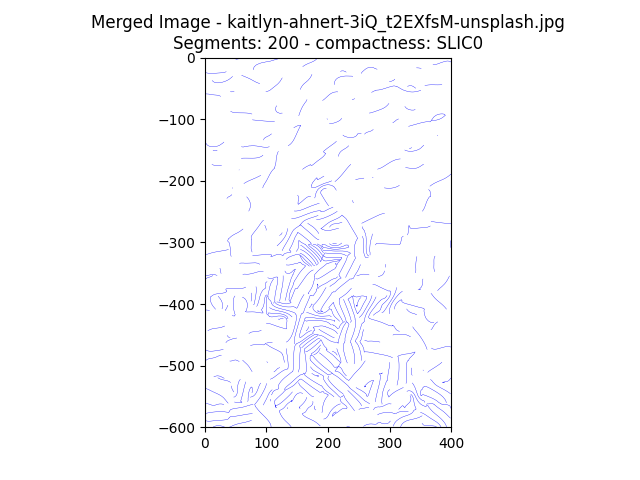 Merged Image - kaitlyn-ahnert-3iQ_t2EXfsM-unsplash.jpg
Segments: 200 - compactness: SLIC0
0
−100
−200
−300
−400
−500
−600
0 100 200 300 400